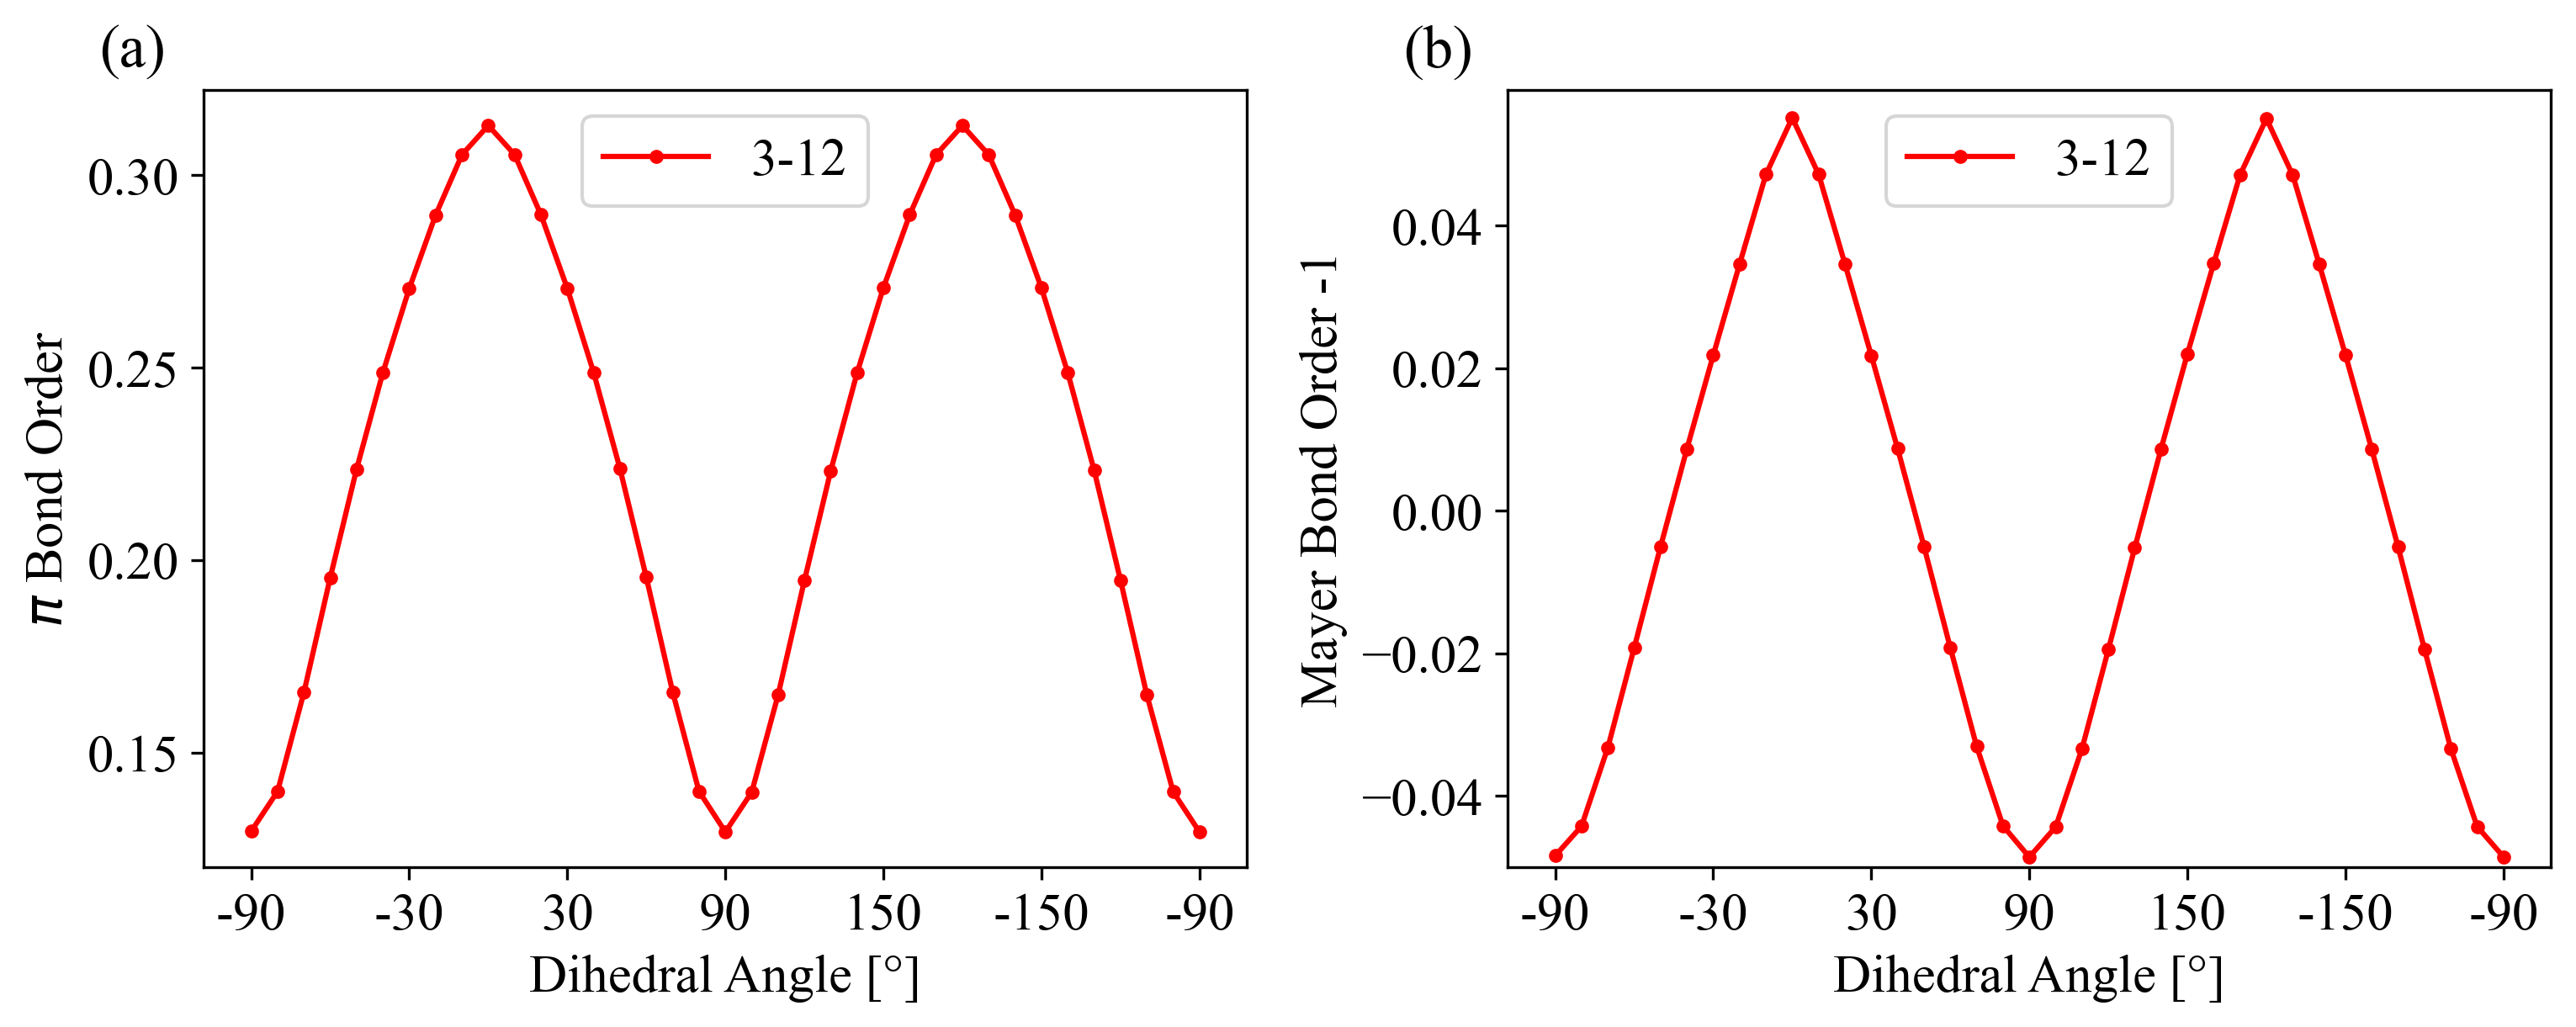 (a)
3-12
0.30
0.25
0.20
0.15
π Bond Order
-90 -30 30 90 150 -150 -90
Dihedral Angle [°]
(b)
3-12
0.04
0.02
0.00
−0.02
−0.04
Mayer Bond Order -1
-90 -30 30 90 150 -150 -90
Dihedral Angle [°]